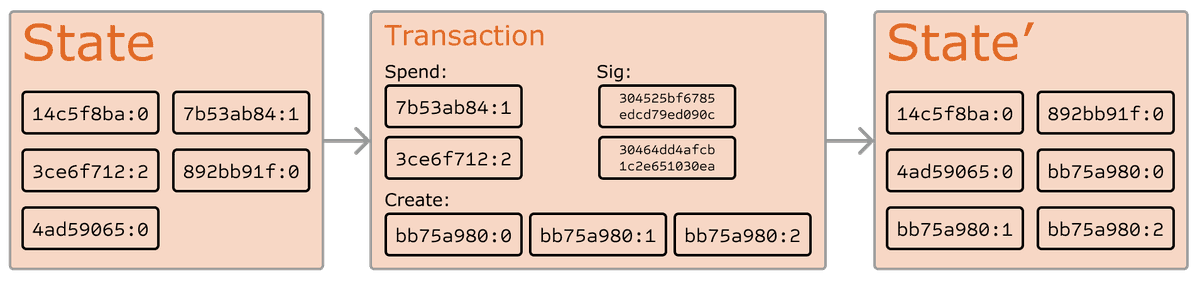 State
14c5f8ba:0 7b53ab84:1
3ce6f712:2 892bb91f:0
4ad59065:0
Transaction
Spend: Sig:
7b53ab84:1
304525bf6785
edcd79ed090c
3ce6f712:2
30464dd4afcb
1c2e651030ea
Create:
bb75a980:0 bb75a980:1 bb75a980:2
State′
14c5f8ba:0 892bb91f:0
4ad59065:0 bb75a980:0
bb75a980:1 bb75a980:2